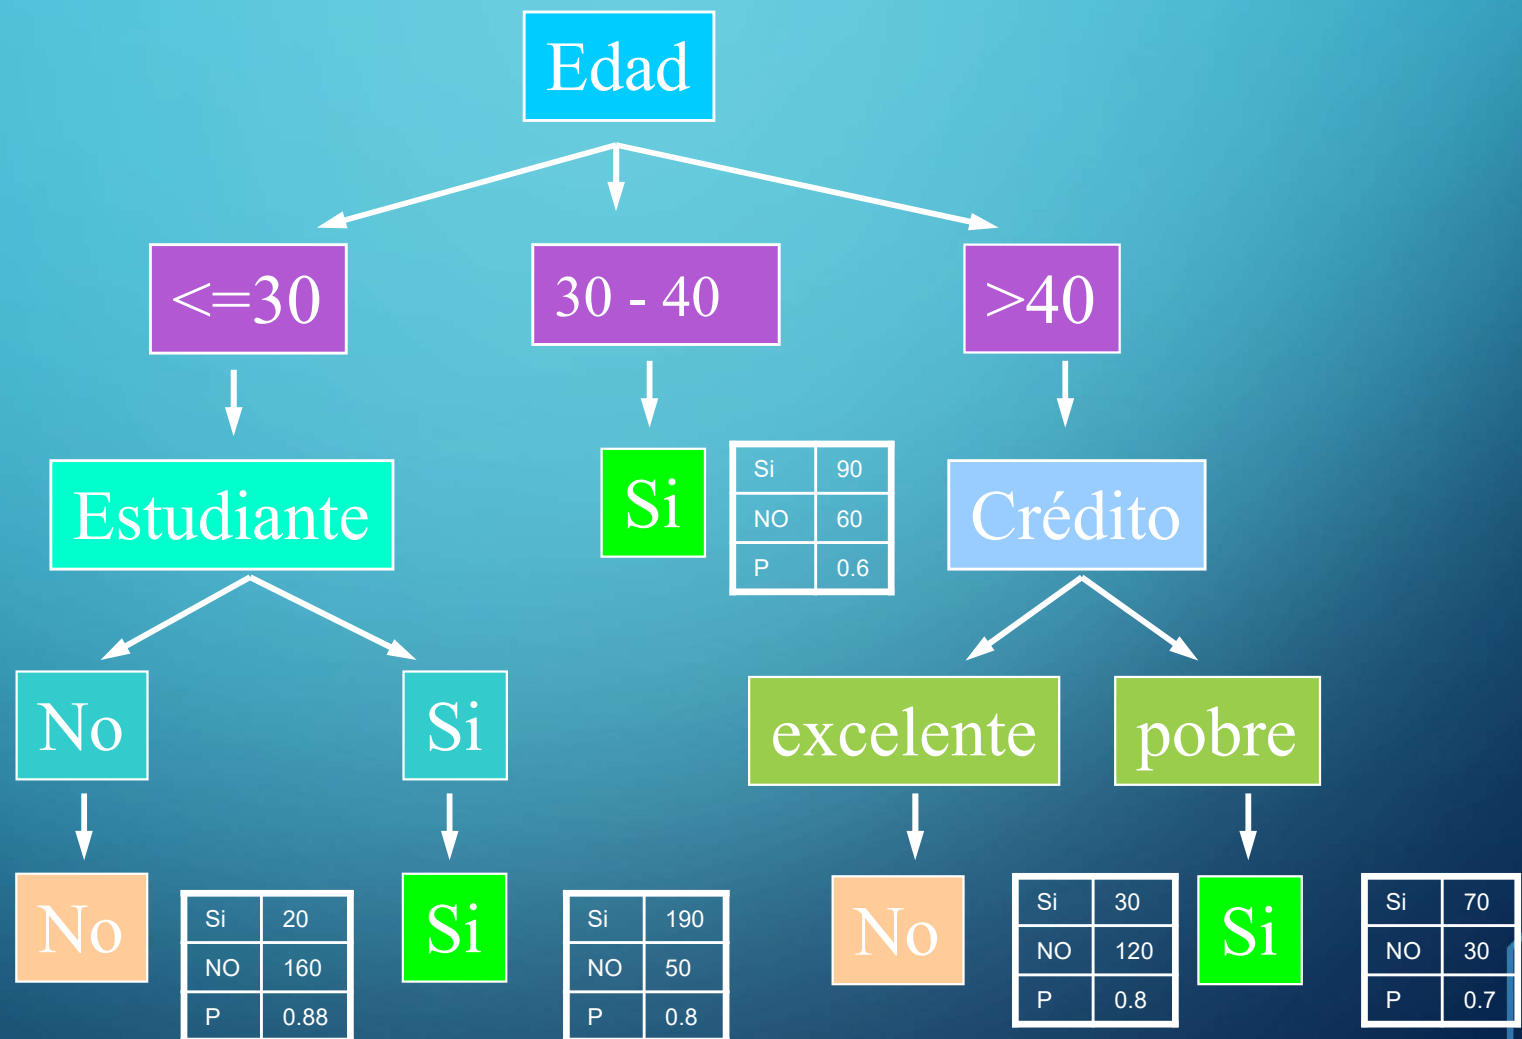 Edad
<=30
30 - 40
>40
Estudiante
Si
Si 90
NO 60
P 0.6
Crédito
No
Si
excelente
pobre
No
Si 20
NO 160
P 0.88
Si
Si 190
NO 50
P 0.8
No
Si 30
NO 120
P 0.8
Si
Si 70
NO 30
P 0.7